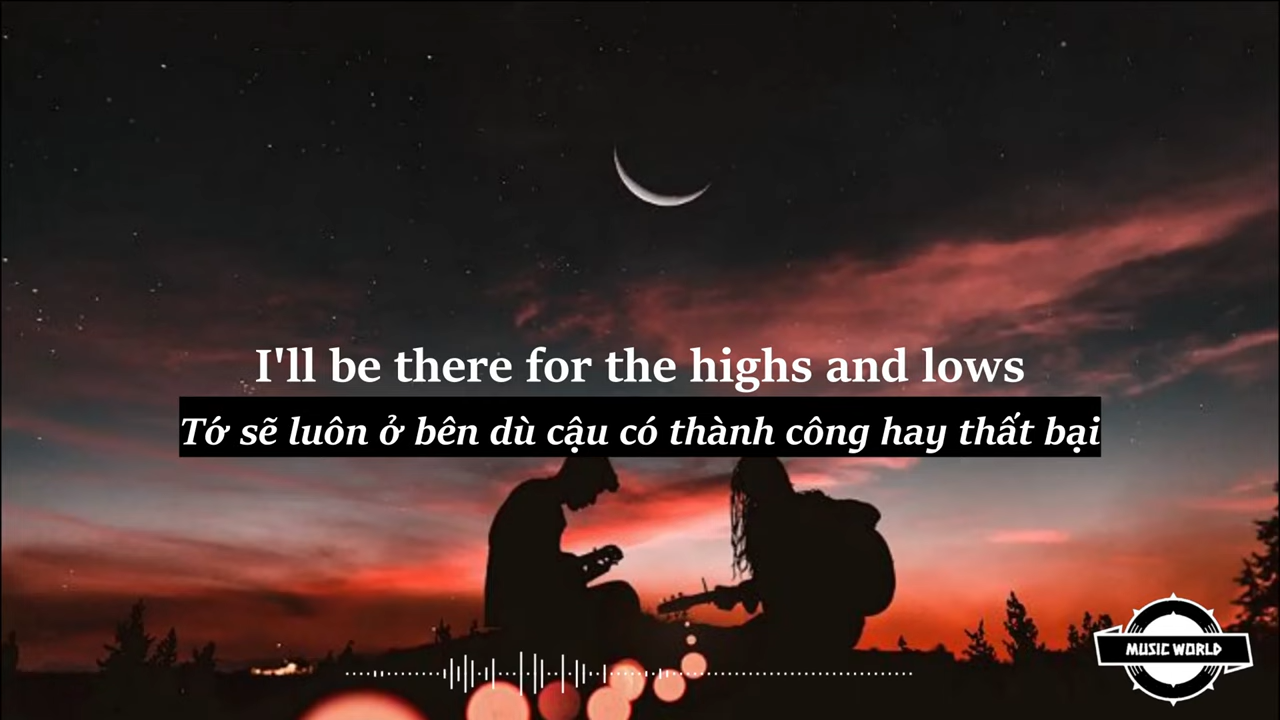 I'll be there for the highs and lows
Tớ sẽ luôn ở bên dù cậu có thành công hay thất bại
MUSIC WORLD